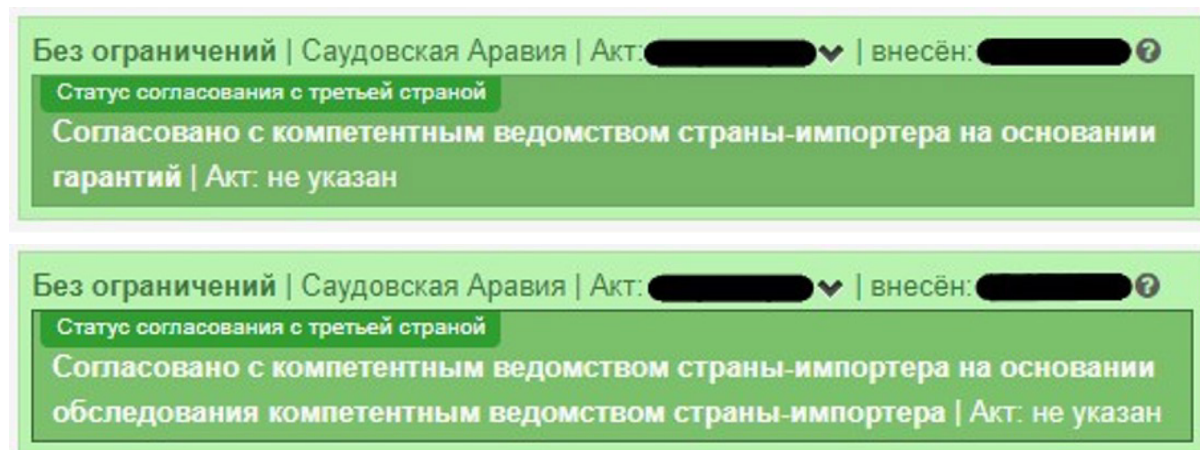 Без ограничений | Саудовская Аравия | Акт: | внесён:
Статус согласования с третьей страной
Согласовано с компетентным ведомством страны-импортера на основании
гарантий | Акт: не указан
Без ограничений | Саудовская Аравия | Акт: | внесён:
Статус согласования с третьей страной
Согласовано с компетентным ведомством страны-импортера на основании
обследования компетентным ведомством страны-импортера | Акт: не указан